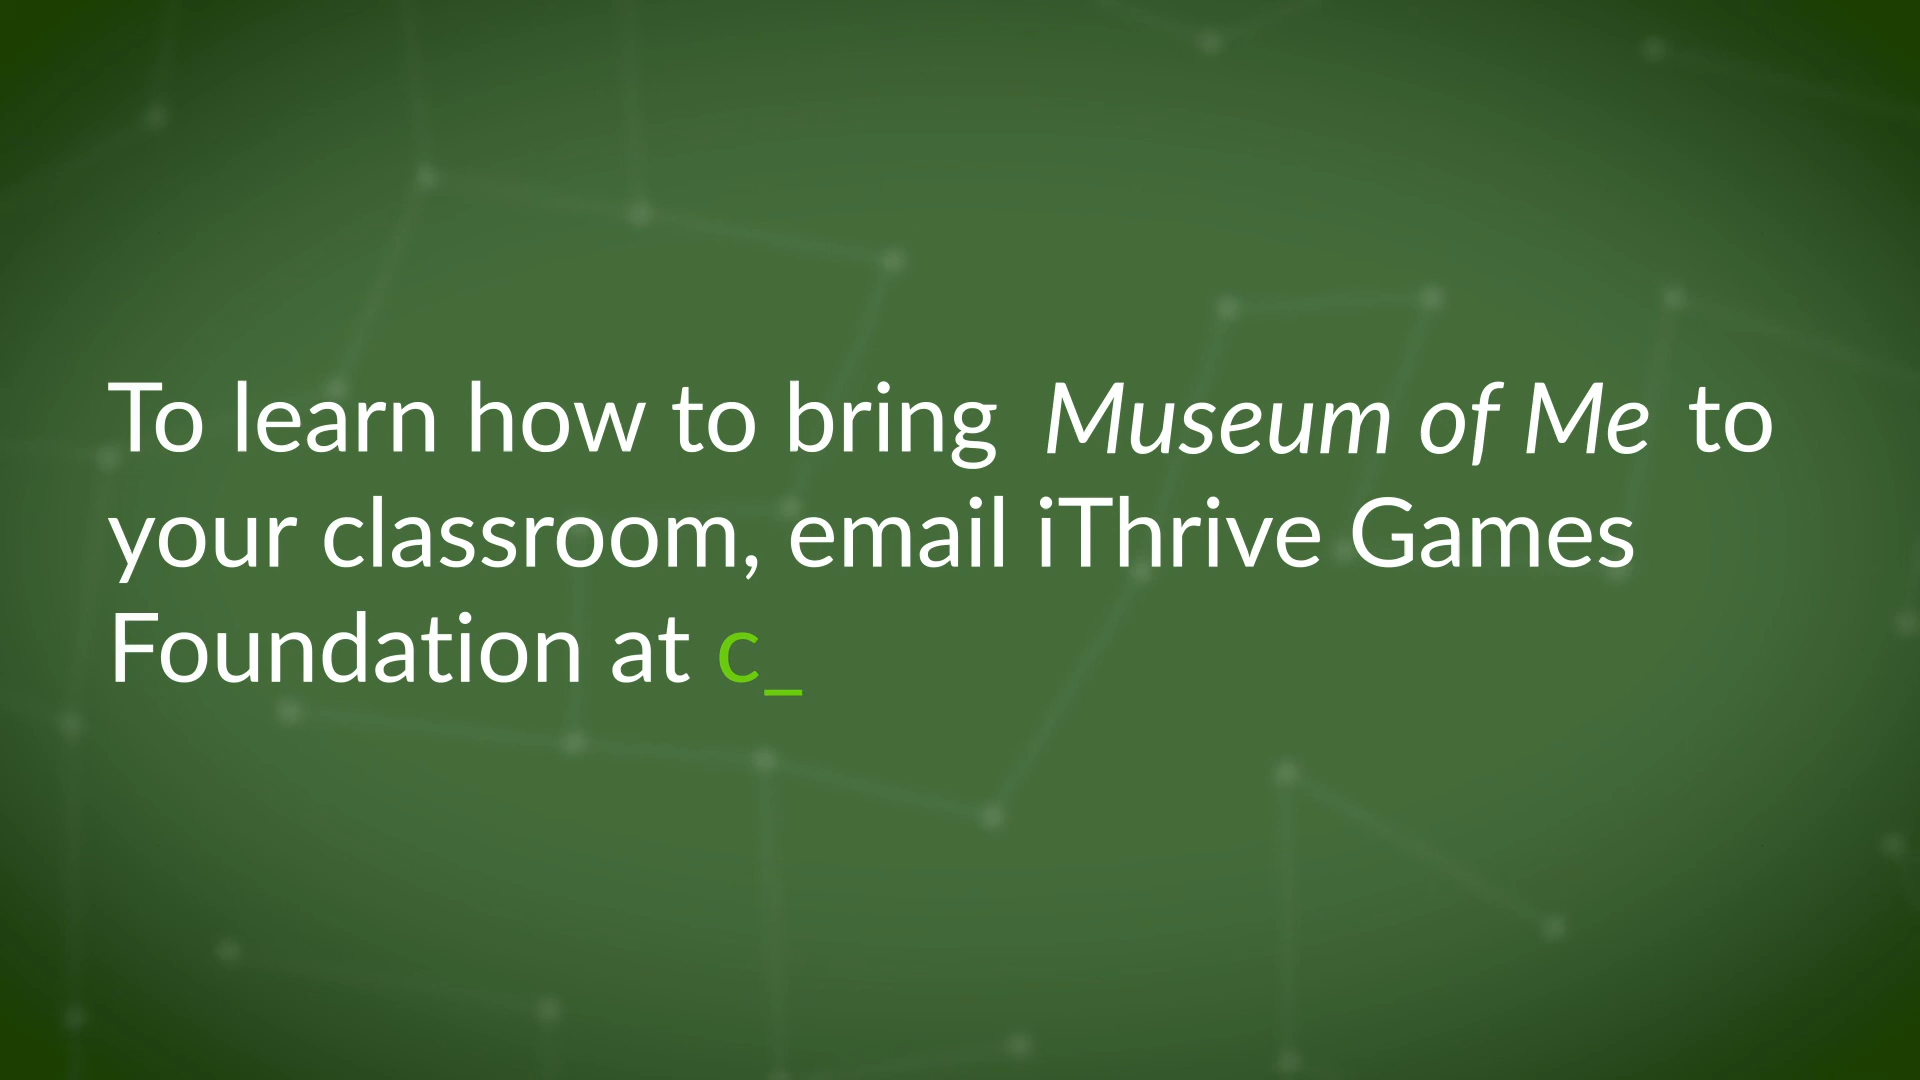 To learn how to bring Museum of Me to
your classroom, email iThrive Games
Foundation at c_